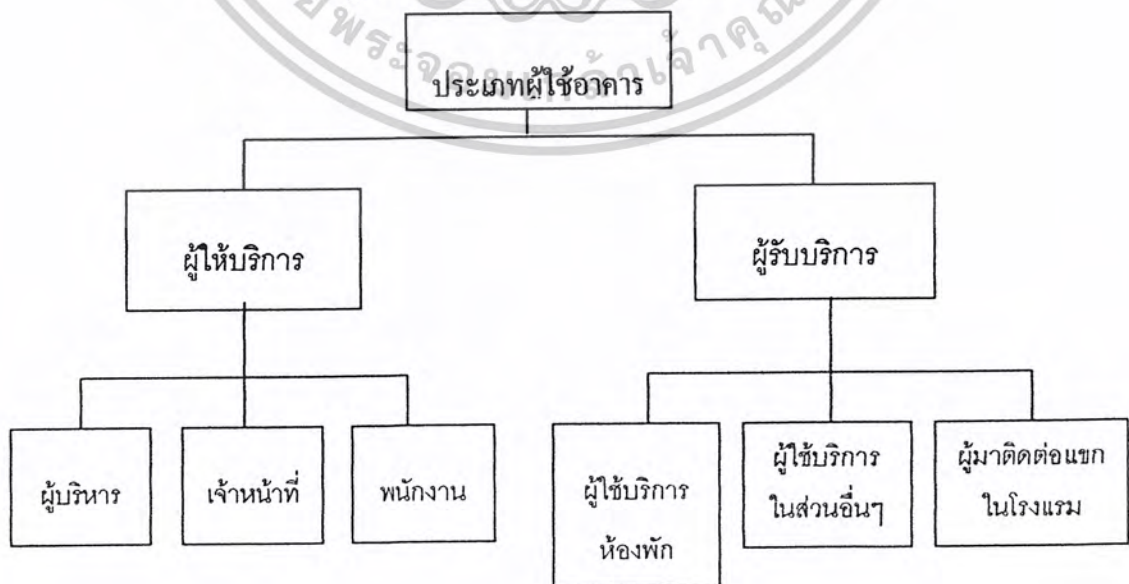 ประเภทผู้ใช้อาคาร
ผู้ให้บริการ
ผู้รับบริการ
ผู้บริหาร
เจ้าหน้าที่
พนักงาน
ผู้ใช้บริการ
ห้องพัก
ผู้ใช้บริการ
ในส่วนอื่นๆ
ผู้มาติดต่อแขก
ในโรงแรม